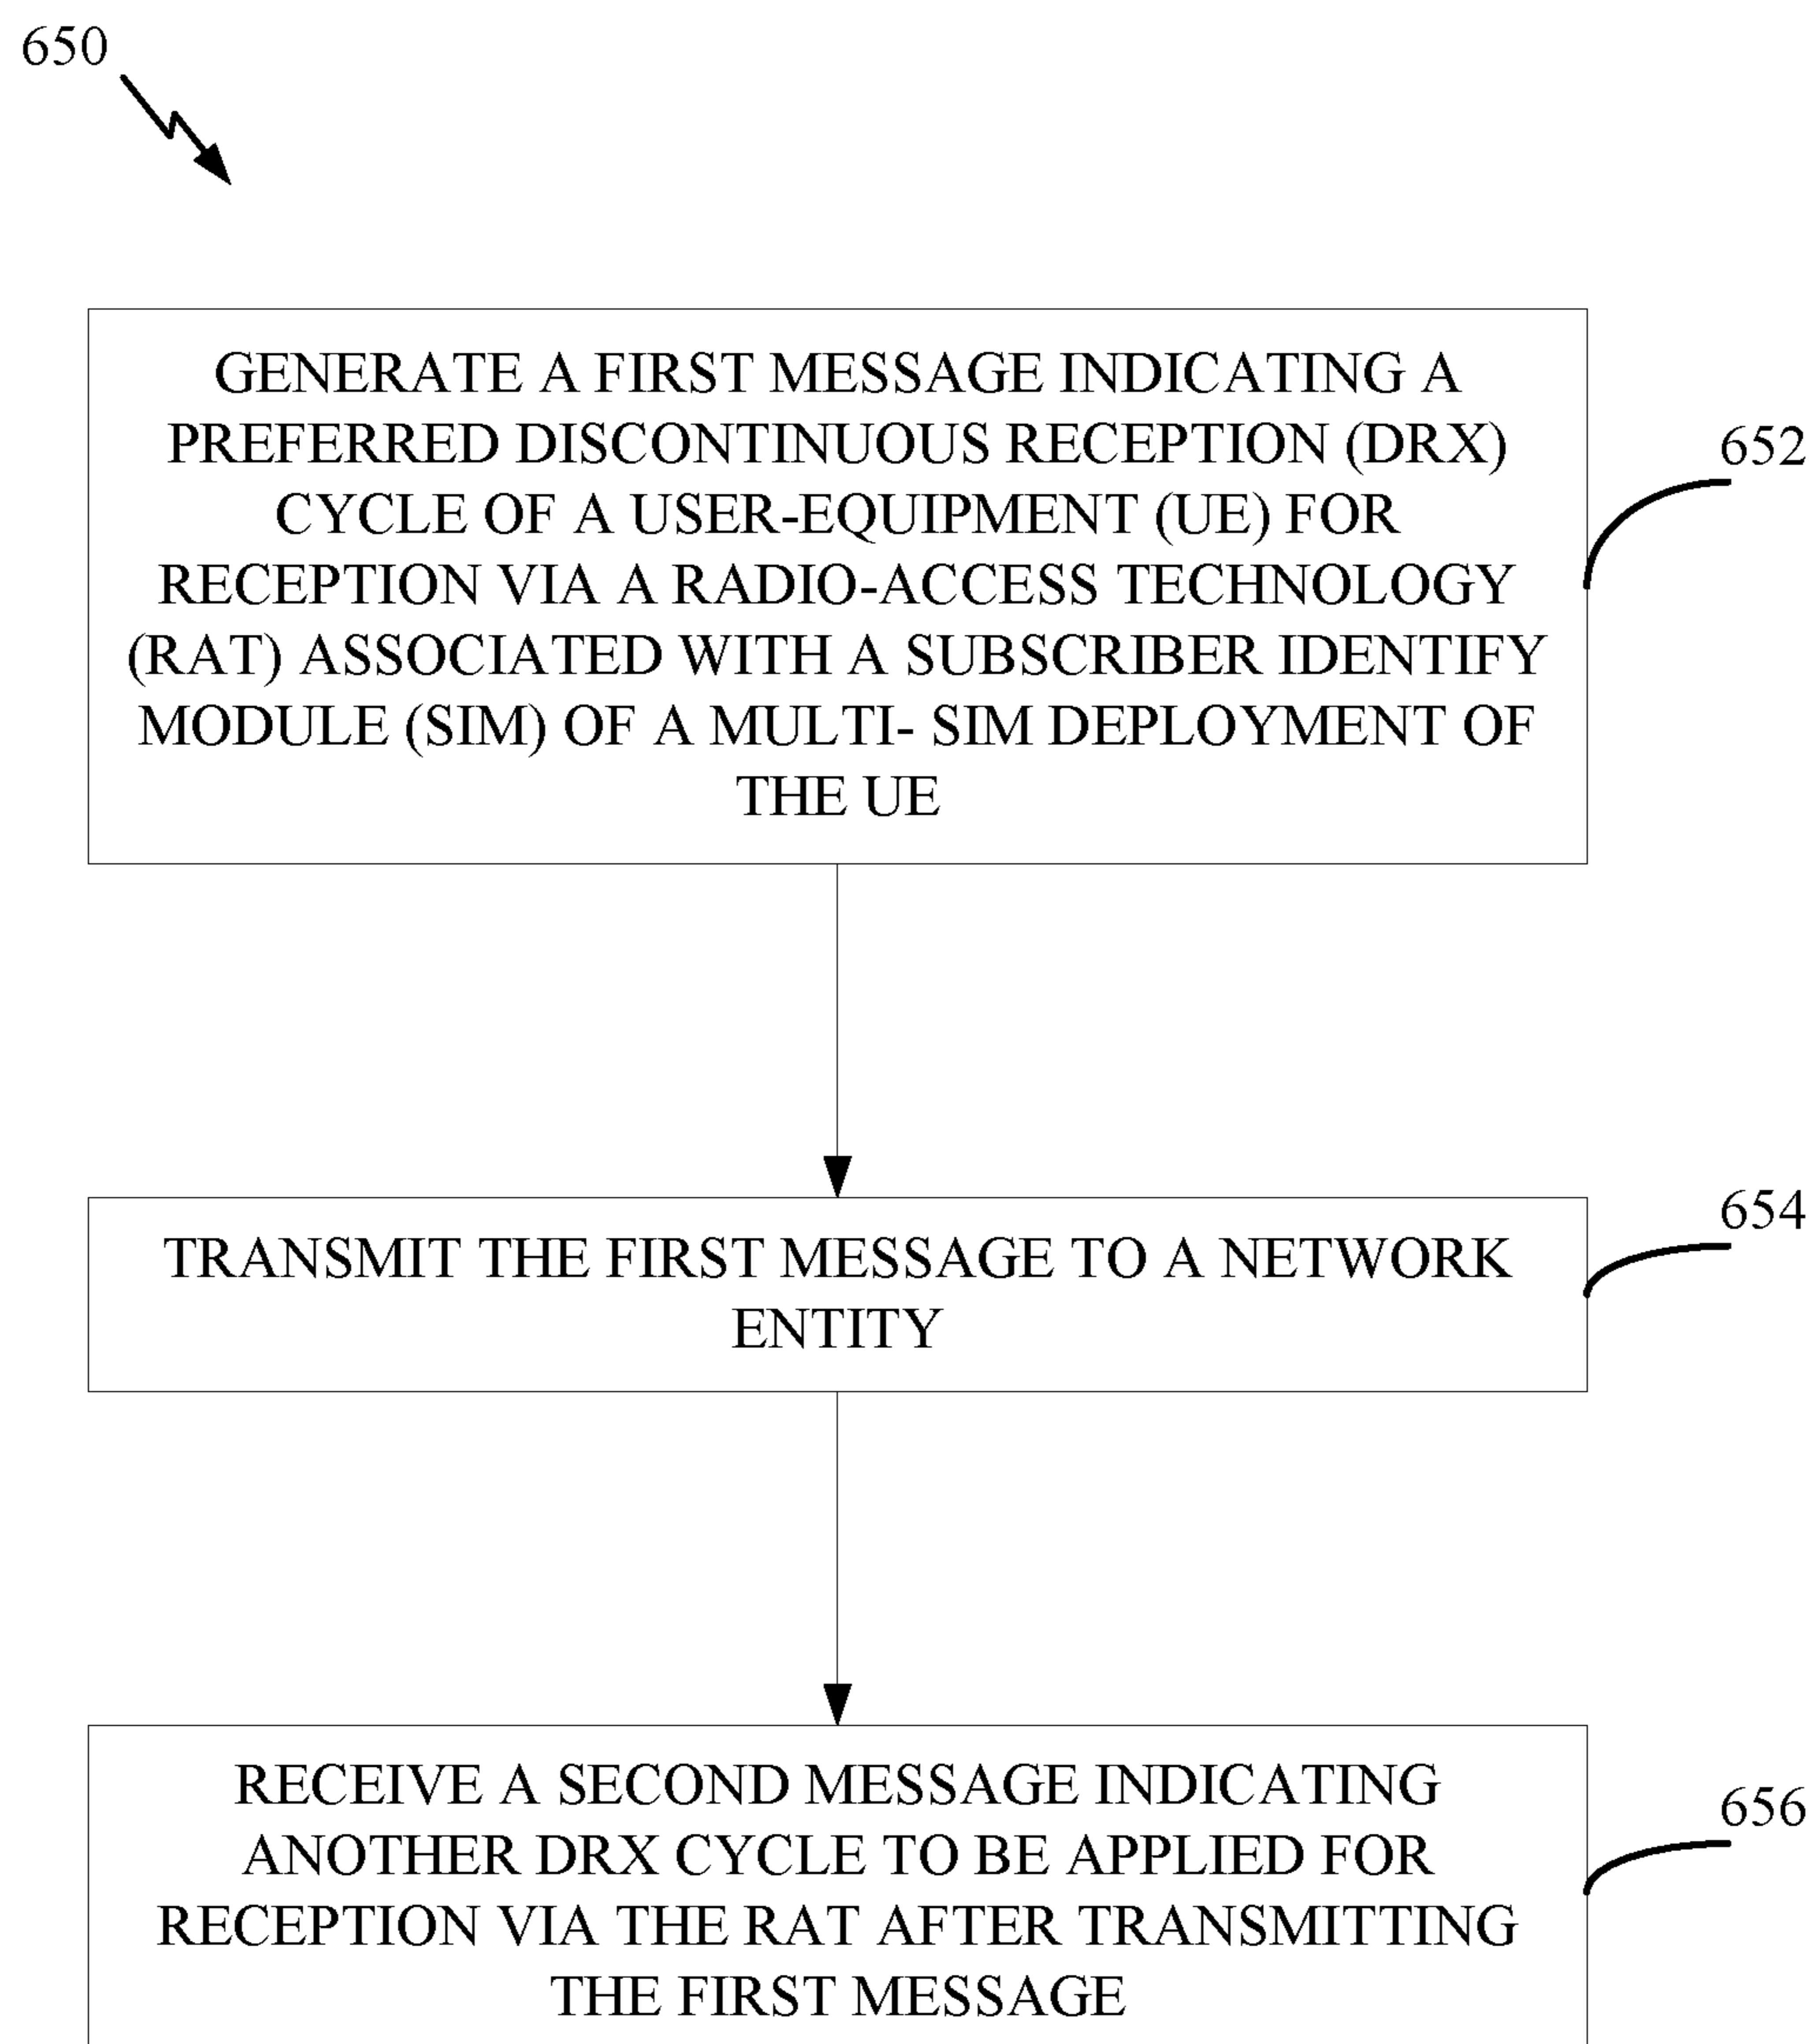 650
GENERATE A FIRST MESSAGE INDICATING A
PREFERRED DISCONTINUOUS RECEPTION (DRX)
CYCLE OF A USER-EQUIPMENT (UE) FOR
RECEPTION VIA A RADIO-ACCESS TECHNOLOGY
(RAT) ASSOCIATED WITH A SUBSCRIBER IDENTIFY
MODULE (SIM) OF A MULTI- SIM DEPLOYMENT OF
THE UE
652
TRANSMIT THE FIRST MESSAGE TO A NETWORK
ENTITY
654
RECEIVE A SECOND MESSAGE INDICATING
ANOTHER DRX CYCLE TO BE APPLIED FOR
RECEPTION VIA THE RAT AFTER TRANSMITTING
THE FIRST MESSAGE
656